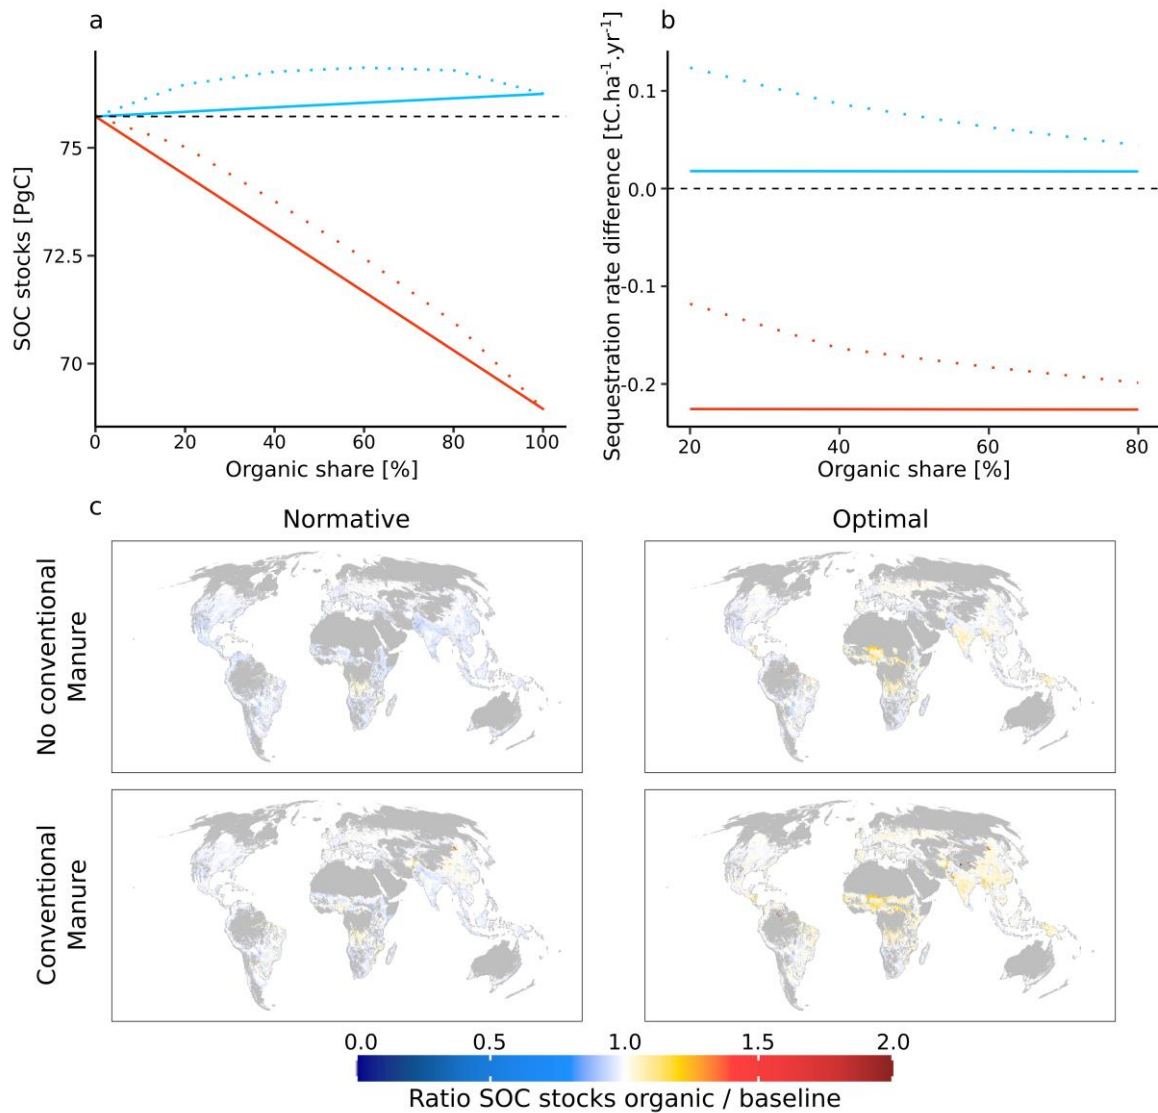 a
SOC stocks [PgC]
75
72.5
70
0 20 40 60 80 100
Organic share [%]
b
Sequestration rate difference [tC.ha⁻¹.yr⁻¹]
0.1
0.0
-0.1
-0.2
20 40 60 80
Organic share [%]
c
Normative Optimal
No conventional
Manure
Conventional
Manure
0.0 0.5 1.0 1.5 2.0
Ratio SOC stocks organic / baseline